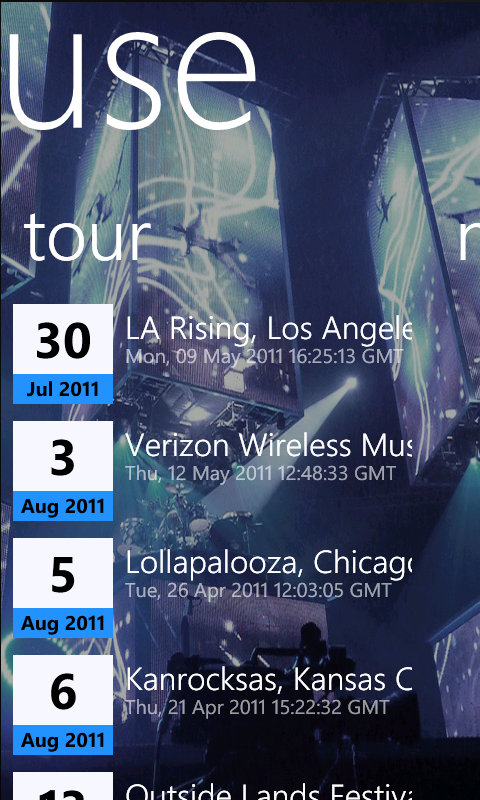 use
tour
30
Jul 2011
LA Rising, Los Angele
Mon, 09 May 2011 16:25:13 GMT
3
Aug 2011
Verizon Wireless Mus
Thu, 12 May 2011 12:48:33 GMT
5
Aug 2011
Lollapalooza, Chicago
Tue, 26 Apr 2011 12:03:05 GMT
6
Aug 2011
Kanrocksas, Kansas C
Thu, 21 Apr 2011 15:22:32 GMT
Outside Lands Festiva